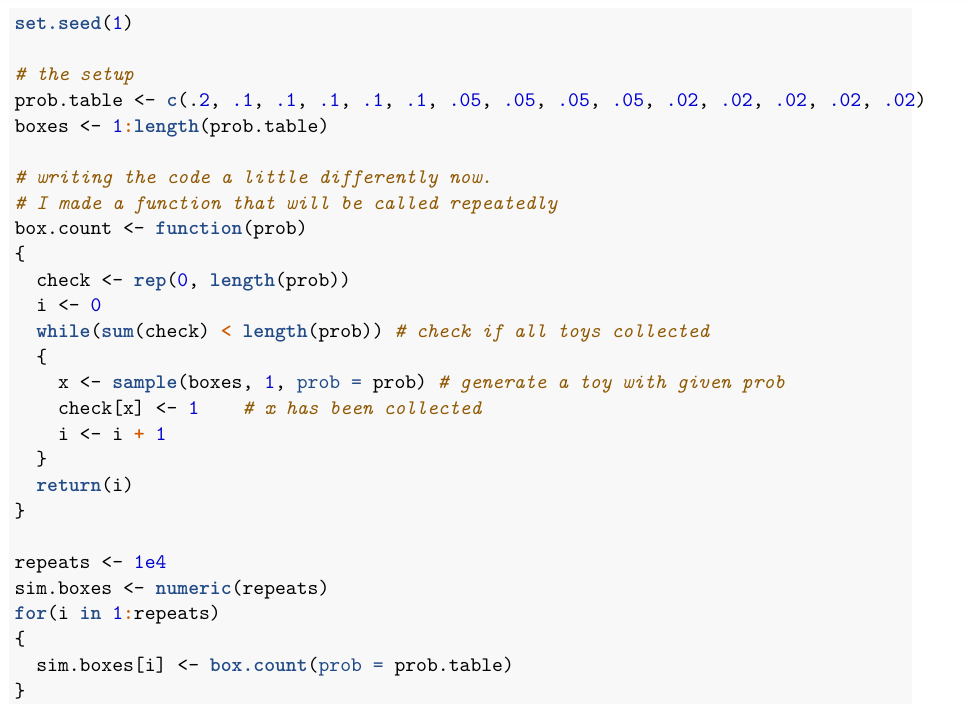 set.seed(1)
# the setup
prob.table <- c(.2, .1, .1, .1, .1, .1, .05, .05, .05, .05, .02, .02, .02, .02, .02)
boxes <- 1:length(prob.table)
# writing the code a little differently now.
# I made a function that will be called repeatedly
box.count <- function(prob)
{
  check <- rep(0, length(prob))
  i <- 0
  while(sum(check) < length(prob)) # check if all toys collected
  {
    x <- sample(boxes, 1, prob = prob) # generate a toy with given prob
    check[x] <- 1    # x has been collected
    i <- i + 1
  }
  return(i)
}
repeats <- 1e4
sim.boxes <- numeric(repeats)
for(i in 1:repeats)
{
  sim.boxes[i] <- box.count(prob = prob.table)
}